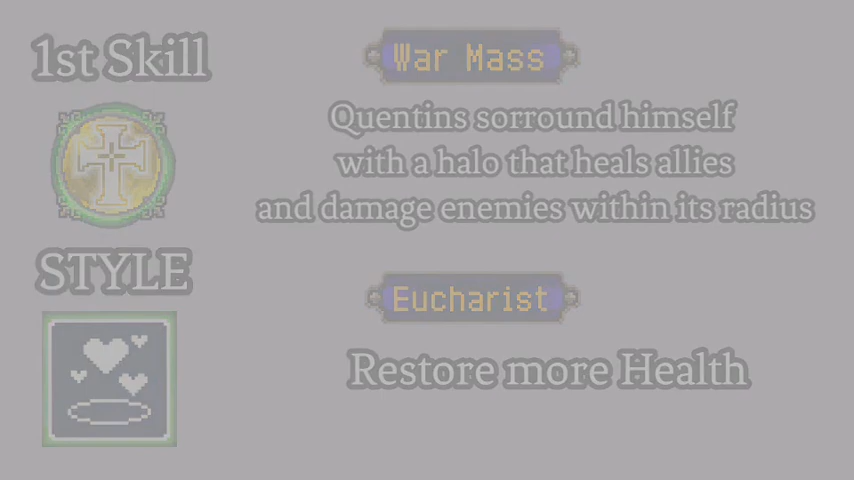 1st Skill
War Mass
Quentins sorround himself
with a halo that heals allies
and damage enemies within its radius
STYLE
Eucharist
Restore more Health